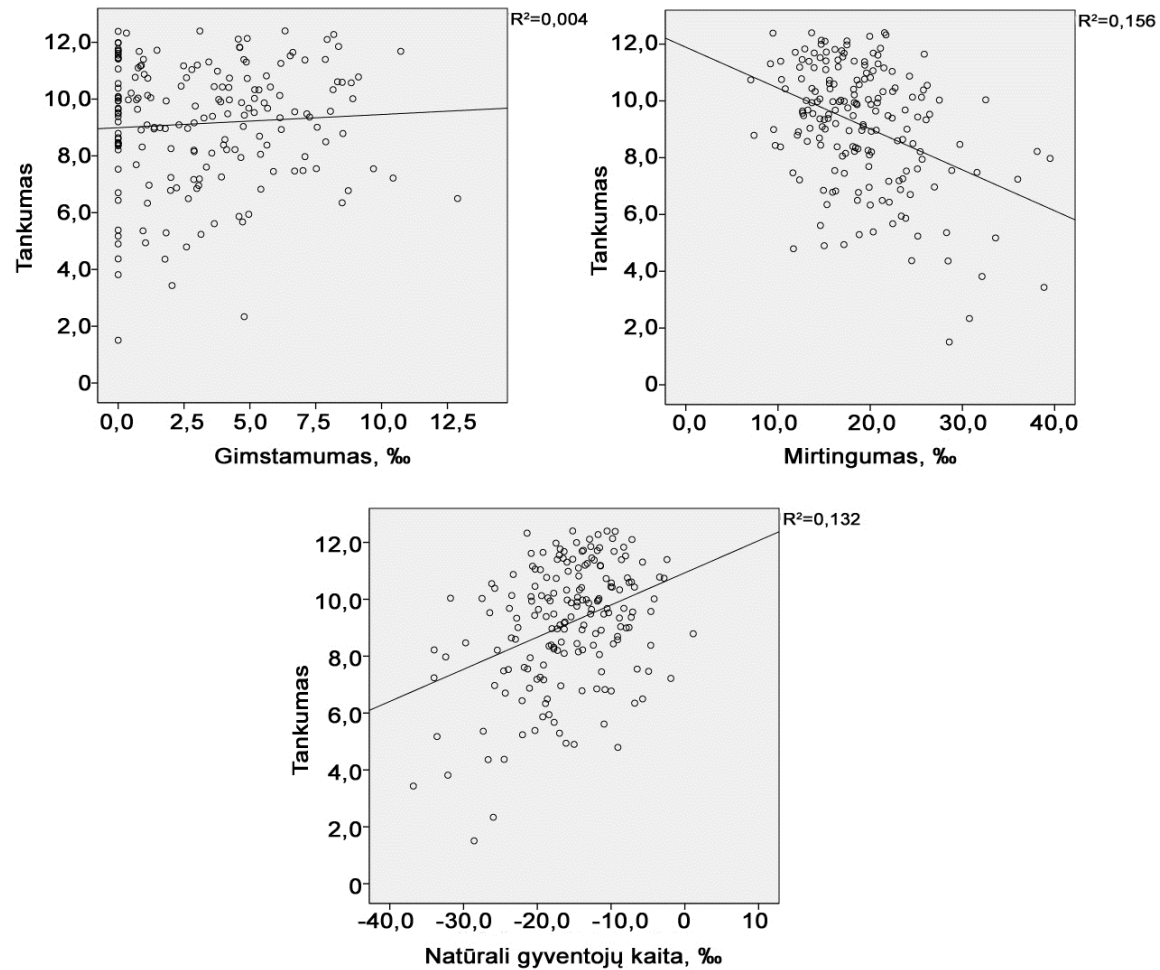 R²=0,004
12,0
10,0
8,0
6,0
4,0
2,0
0
Tankumas
0,0 2,5 5,0 7,5 10,0 12,5
Gimstamumas, ‰
R²=0,156
12,0
10,0
8,0
6,0
4,0
2,0
0
Tankumas
0,0 10,0 20,0 30,0 40,0
Mirtingumas, ‰
R²=0,132
12,0
10,0
8,0
6,0
4,0
2,0
0
Tankumas
-40,0 -30,0 -20,0 -10,0 0 10
Natūrali gyventojų kaita, ‰